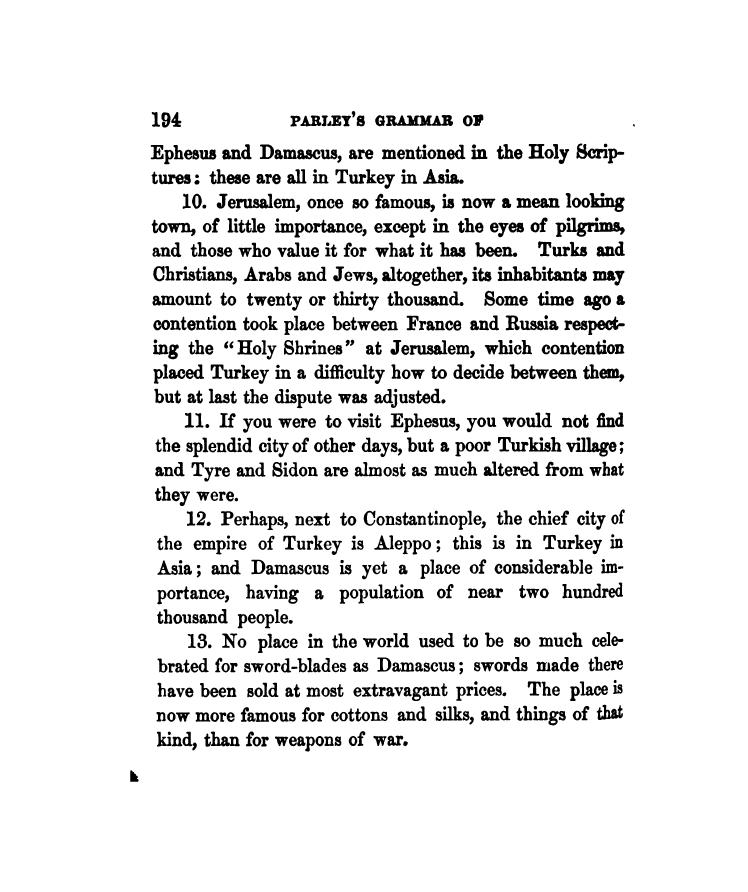 194 PARLEY'S GRAMMAR OF
Ephesus and Damascus, are mentioned in the Holy Scrip-
tures: these are all in Turkey in Asia.
10. Jerusalem, once so famous, is now a mean looking
town, of little importance, except in the eyes of pilgrims,
and those who value it for what it has been. Turks and
Christians, Arabs and Jews, altogether, its inhabitants may
amount to twenty or thirty thousand. Some time ago a
contention took place between France and Russia respect-
ing the "Holy Shrines" at Jerusalem, which contention
placed Turkey in a difficulty how to decide between them,
but at last the dispute was adjusted.
11. If you were to visit Ephesus, you would not find
the splendid city of other days, but a poor Turkish village;
and Tyre and Sidon are almost as much altered from what
they were.
12. Perhaps, next to Constantinople, the chief city of
the empire of Turkey is Aleppo; this is in Turkey in
Asia; and Damascus is yet a place of considerable im-
portance, having a population of near two hundred
thousand people.
13. No place in the world used to be so much cele-
brated for sword-blades as Damascus; swords made there
have been sold at most extravagant prices. The place is
now more famous for cottons and silks, and things of that
kind, than for weapons of war.